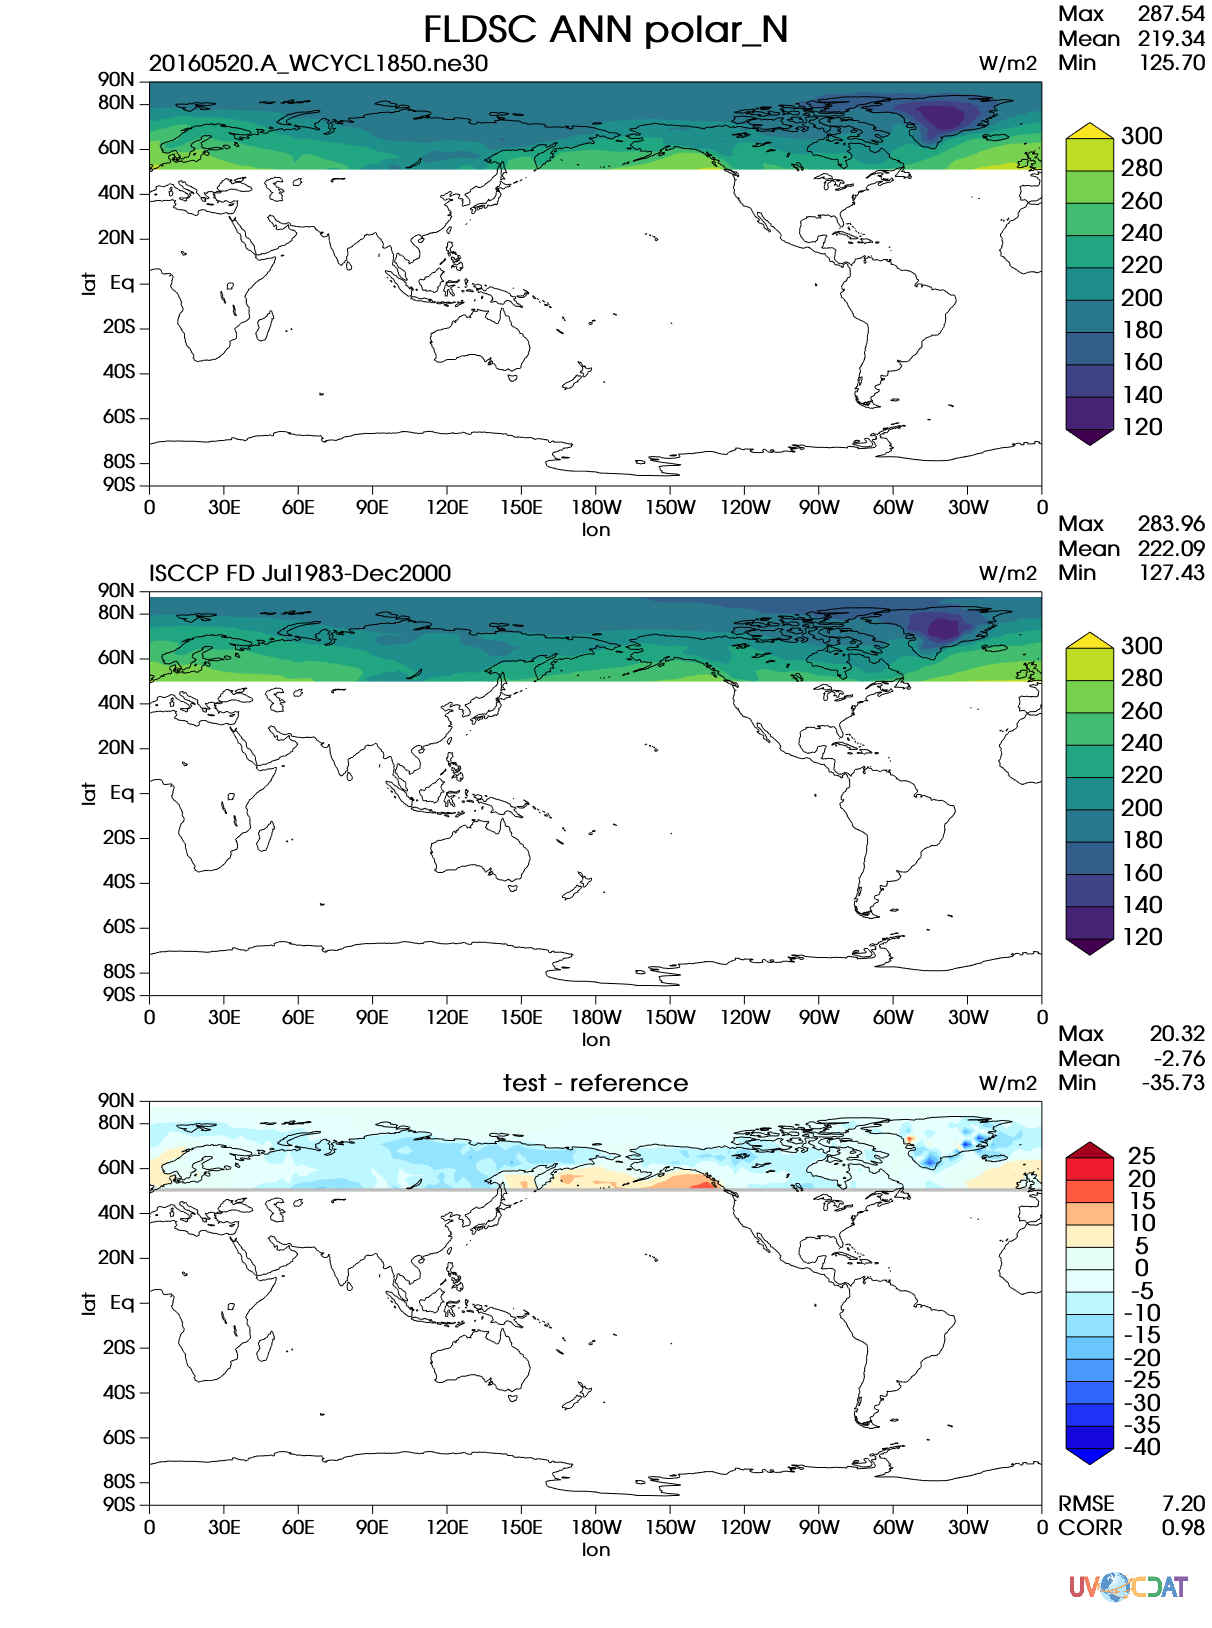 FLDSC ANN polar_N
20160520.A_WCYCL1850.ne30 W/m2
Max 287.54
Mean 219.34
Min 125.70
90N
80N
60N
40N
20N
Eq
20S
40S
60S
80S
90S
lat
0 30E 60E 90E 120E 150E 180W 150W 120W 90W 60W 30W 0
lon
300
280
260
240
220
200
180
160
140
120
ISCCP FD Jul1983-Dec2000 W/m2
Max 283.96
Mean 222.09
Min 127.43
90N
80N
60N
40N
20N
Eq
20S
40S
60S
80S
90S
lat
0 30E 60E 90E 120E 150E 180W 150W 120W 90W 60W 30W 0
lon
300
280
260
240
220
200
180
160
140
120
test - reference W/m2
Max 20.32
Mean -2.76
Min -35.73
90N
80N
60N
40N
20N
Eq
20S
40S
60S
80S
90S
lat
0 30E 60E 90E 120E 150E 180W 150W 120W 90W 60W 30W 0
lon
25
20
15
10
5
0
-5
-10
-15
-20
-25
-30
-35
-40
RMSE 7.20
CORR 0.98
UV CDAT